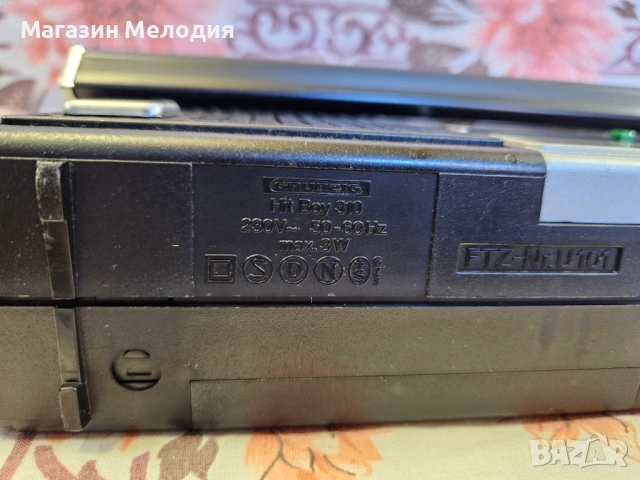 Магазин Мелодия
GRUNDIG
Hit Boy 310
230V~ 50-60Hz
max. 3W
S D N
FTZ-Nr. U101
BAZAR